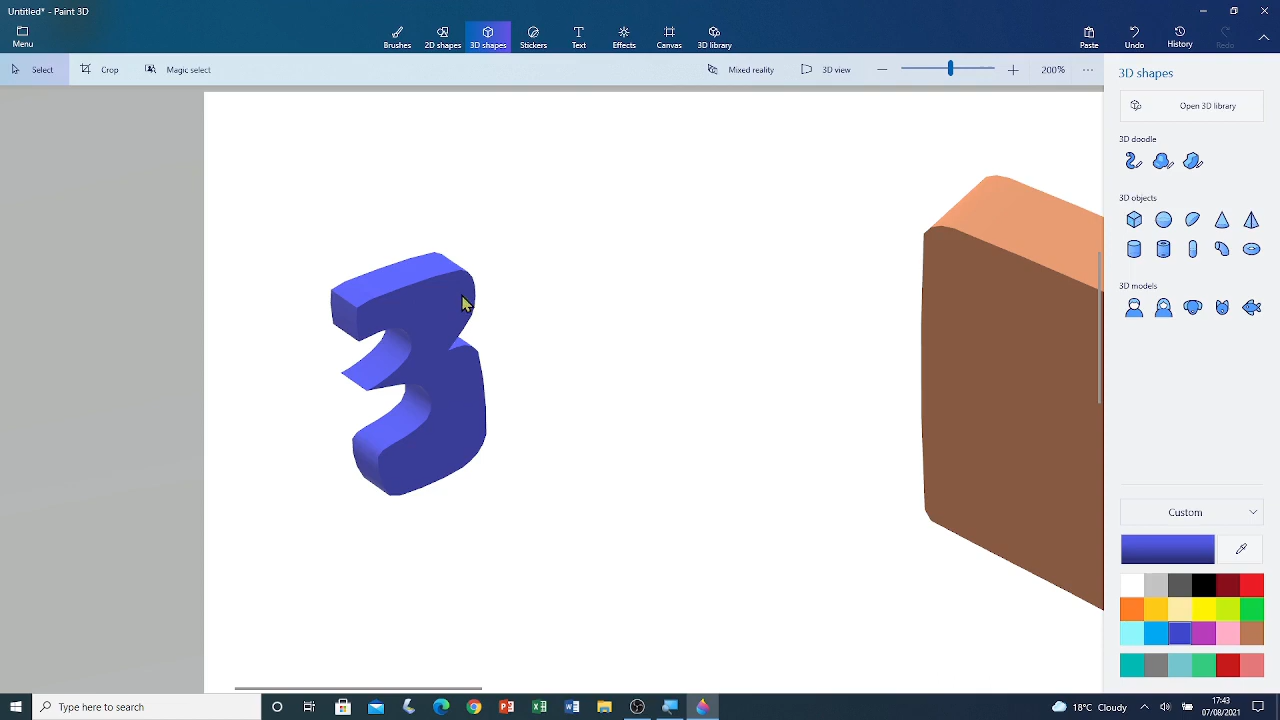 Untitled* - Paint 3D
Menu
Brushes
2D shapes
3D shapes
Stickers
Text
Effects
Canvas
3D library
Paste
Undo
History
Redo
Select
Crop
Magic select
Mixed reality
3D view
200%
3D shapes
Open 3D library
3D doodle
3D objects
3D models
Custom
3
Type here to search
18°C Cloudy
17:43
07/08/2021